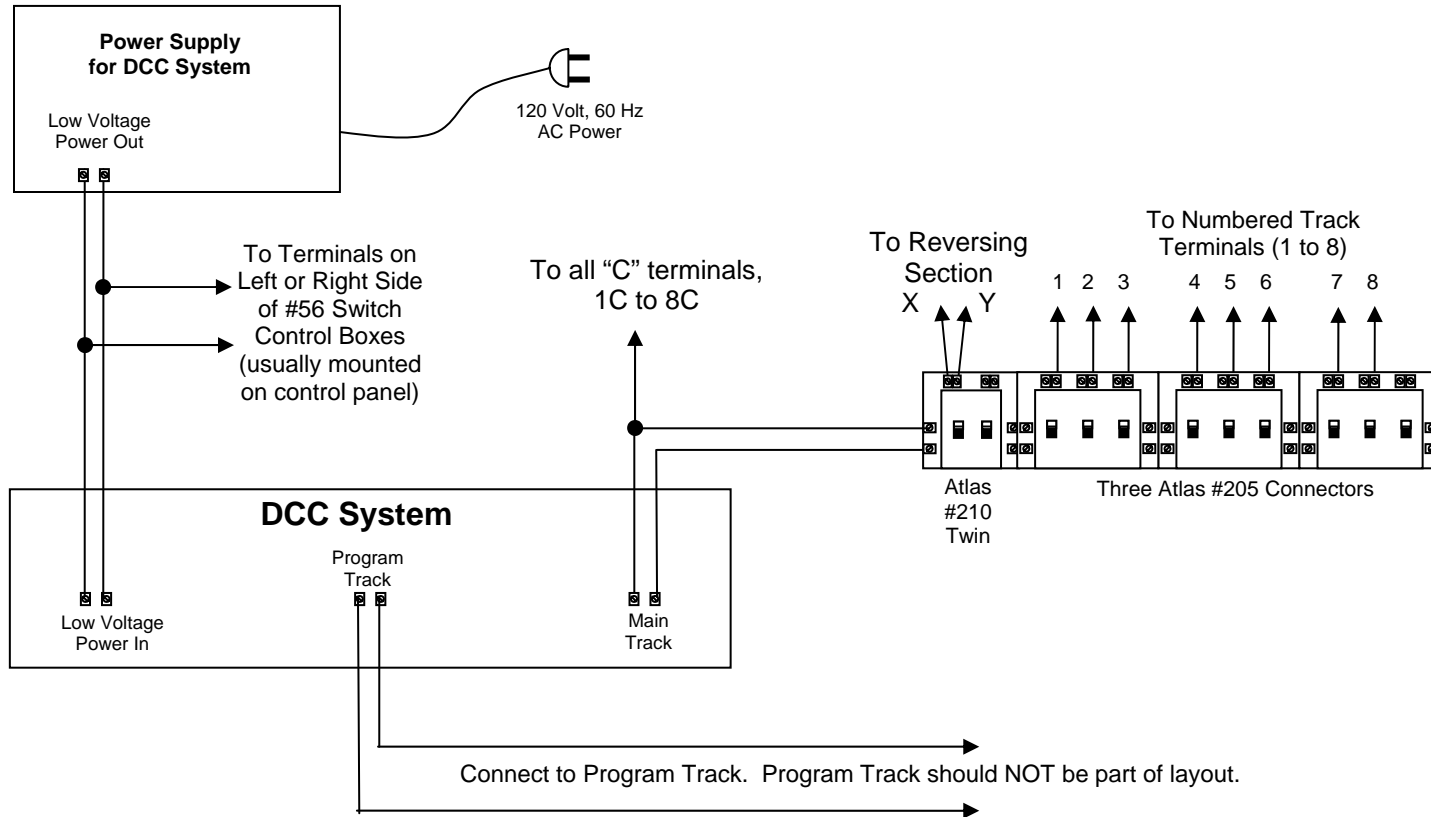 Power Supply
for DCC System
Low Voltage
Power Out
120 Volt, 60 Hz
AC Power
To Terminals on
Left or Right Side
of #56 Switch
Control Boxes
(usually mounted
on control panel)
To all “C” terminals,
1C to 8C
To Reversing
Section
X Y
To Numbered Track
Terminals (1 to 8)
1 2 3 4 5 6 7 8
Atlas
#210
Twin
Three Atlas #205 Connectors
DCC System
Program
Track
Low Voltage
Power In
Main
Track
Connect to Program Track. Program Track should NOT be part of layout.